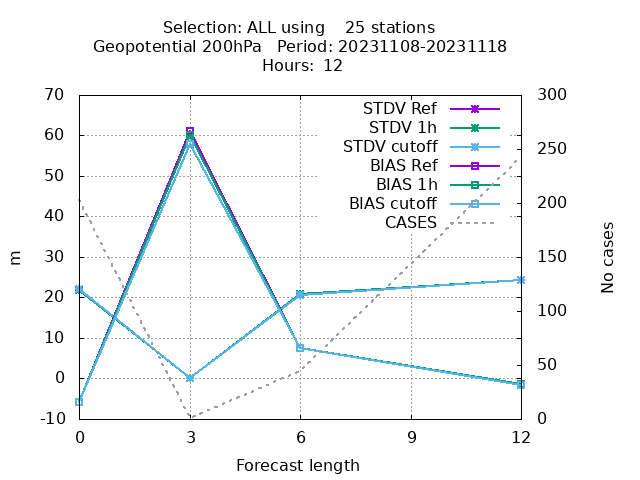 Selection: ALL using    25 stations
Geopotential 200hPa   Period: 20231108-20231118
Hours:  12
70
60
50
40
30
20
10
0
-10
m
STDV Ref
STDV 1h
STDV cutoff
BIAS Ref
BIAS 1h
BIAS cutoff
CASES
300
250
200
150
100
50
0
No cases
0
3
6
9
12
Forecast length